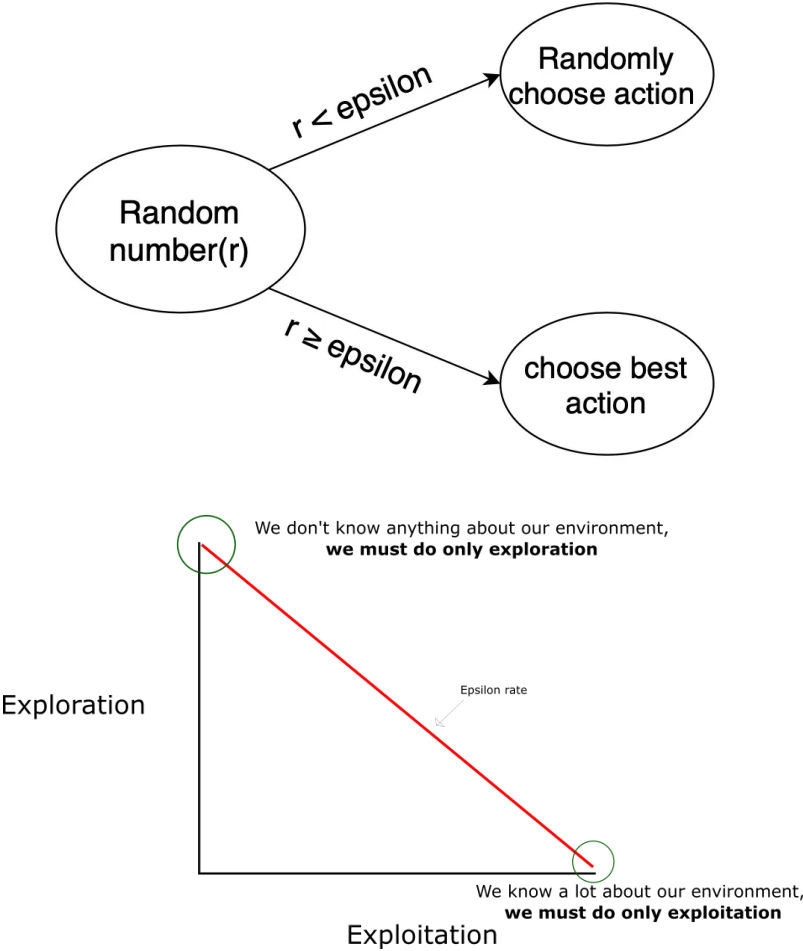 Randomly
choose action
r < epsilon
Random
number(r)
r ≥ epsilon
choose best
action
We don't know anything about our environment,
we must do only exploration
Epsilon rate
Exploration
We know a lot about our environment,
we must do only exploitation
Exploitation